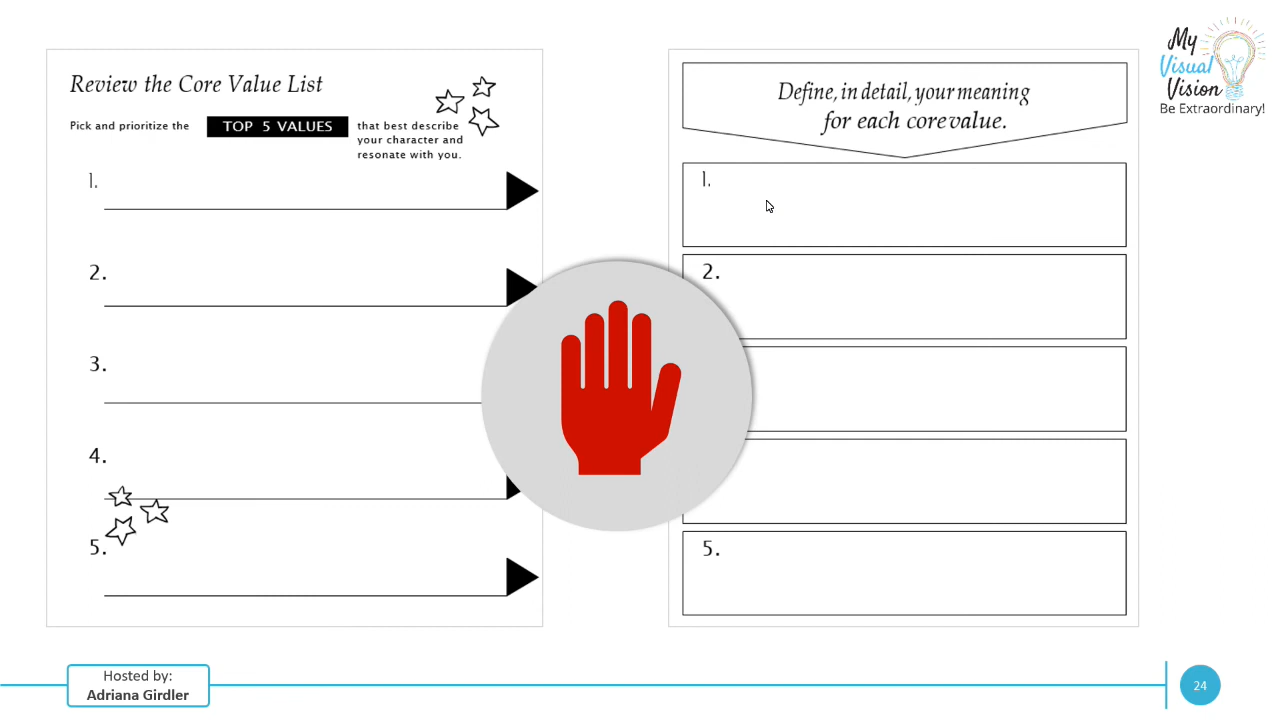 Review the Core Value List
Pick and prioritize the TOP 5 VALUES that best describe
your character and
resonate with you.
1.
2.
3.
4.
5.
Define, in detail, your meaning
for each core value.
1.
2.
5.
My
Visual
Vision
Be Extraordinary!
Hosted by:
Adriana Girdler
24